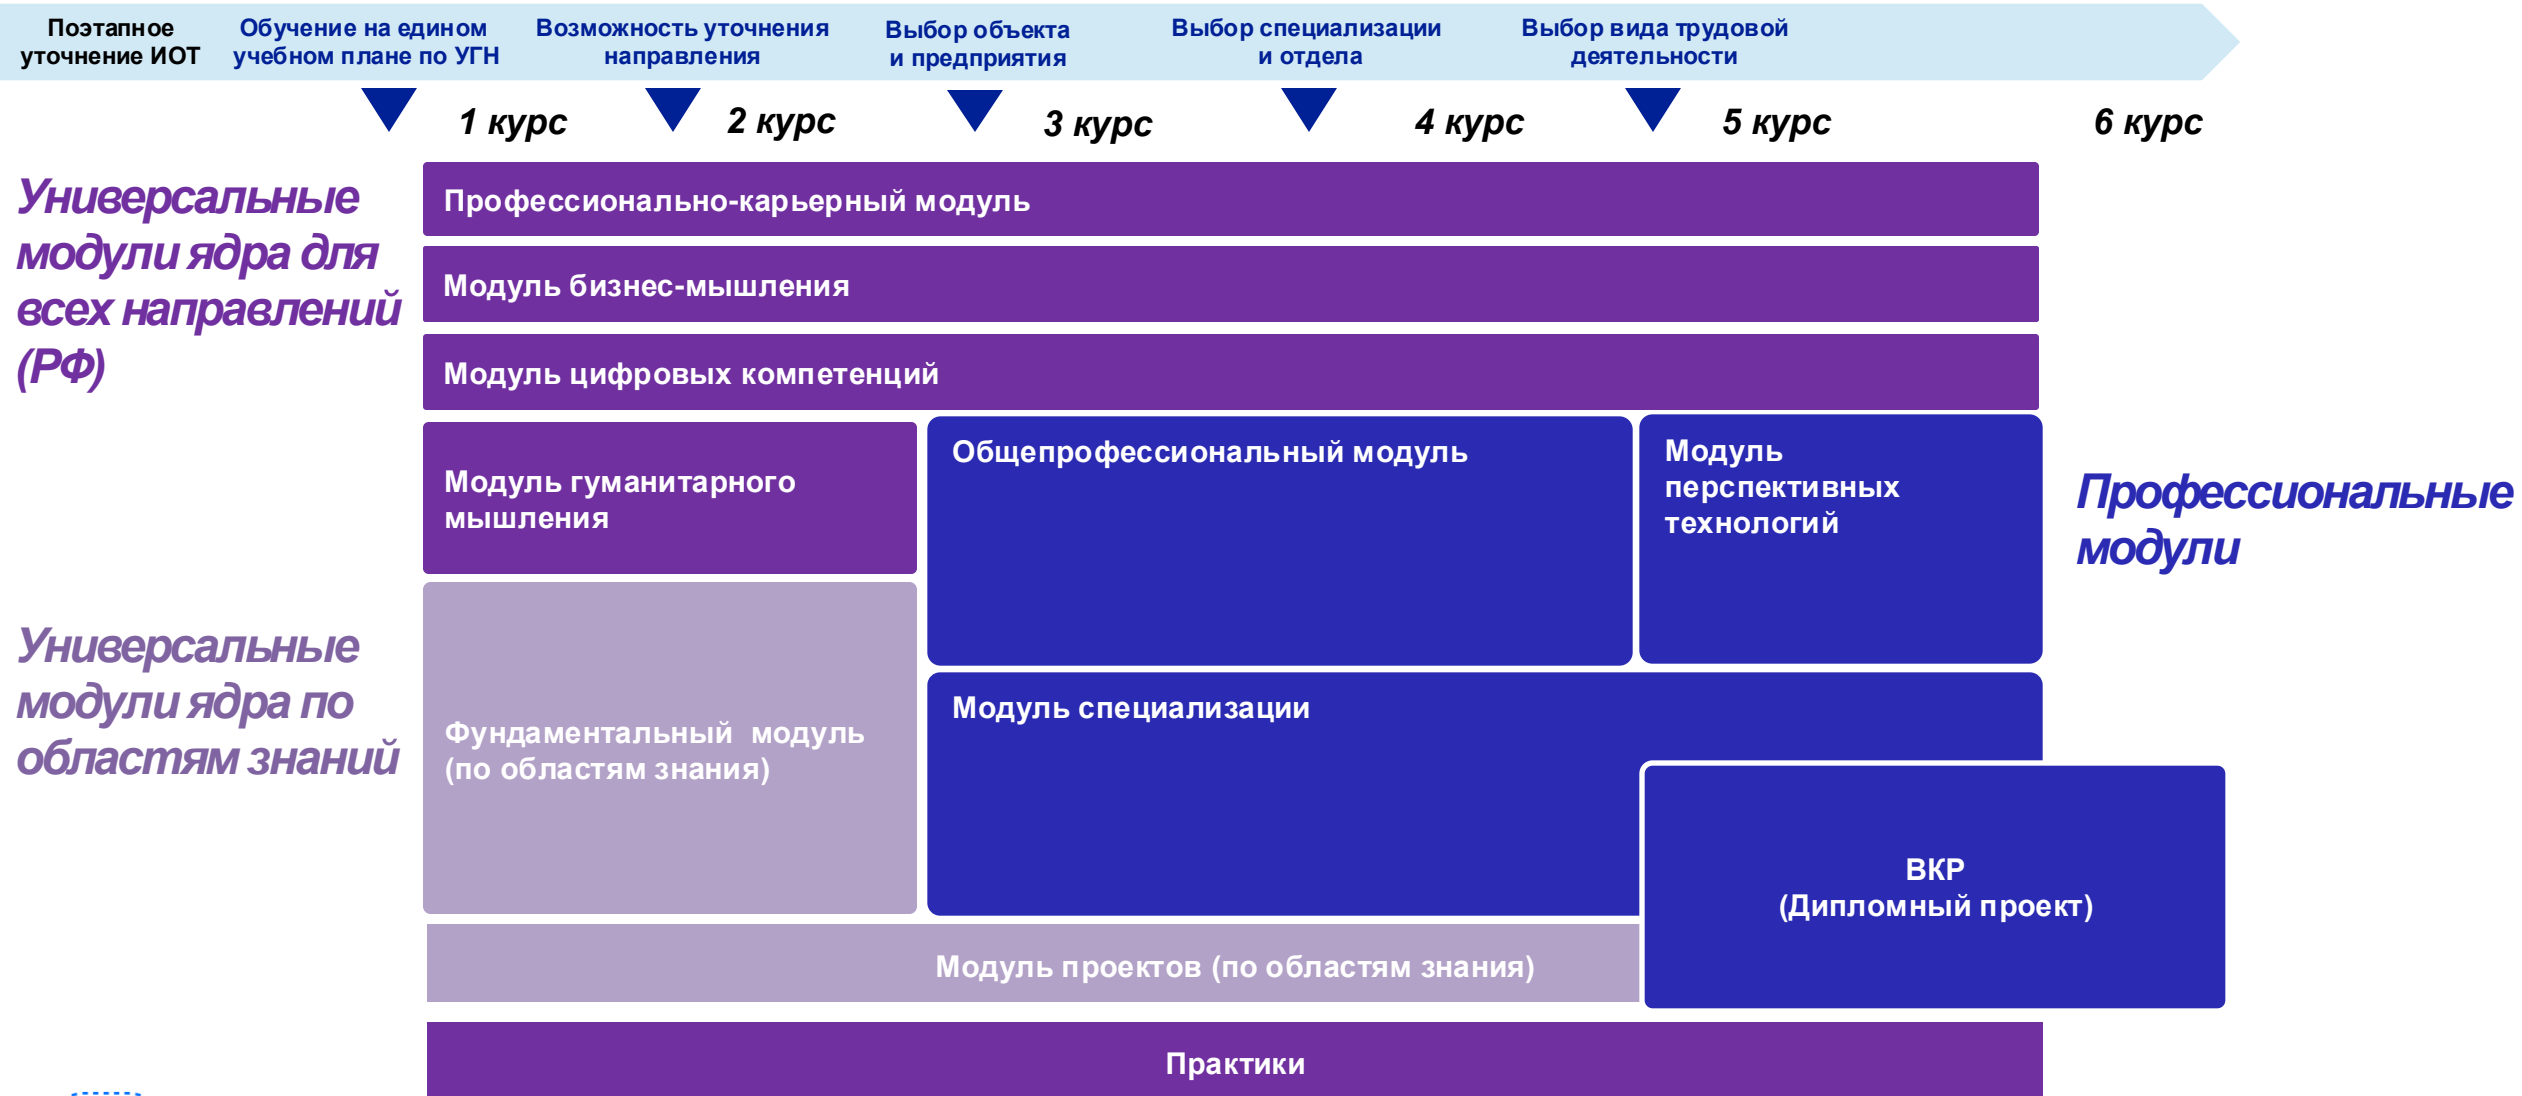 Поэтапное
уточнение ИОТ
Обучение на едином
учебном плане по УГН
Возможность уточнения
направления
Выбор объекта
и предприятия
Выбор специализации
и отдела
Выбор вида трудовой
деятельности
1 курс
2 курс
3 курс
4 курс
5 курс
6 курс
Универсальные
модули ядра для
всех направлений
(РФ)
Профессионально-карьерный модуль
Модуль бизнес-мышления
Модуль цифровых компетенций
Модуль гуманитарного
мышления
Общепрофессиональный модуль
Модуль
перспективных
технологий
Профессиональные
модули
Универсальные
модули ядра по
областям знаний
Фундаментальный модуль
(по областям знания)
Модуль специализации
ВКР
(Дипломный проект)
Модуль проектов (по областям знания)
Практики